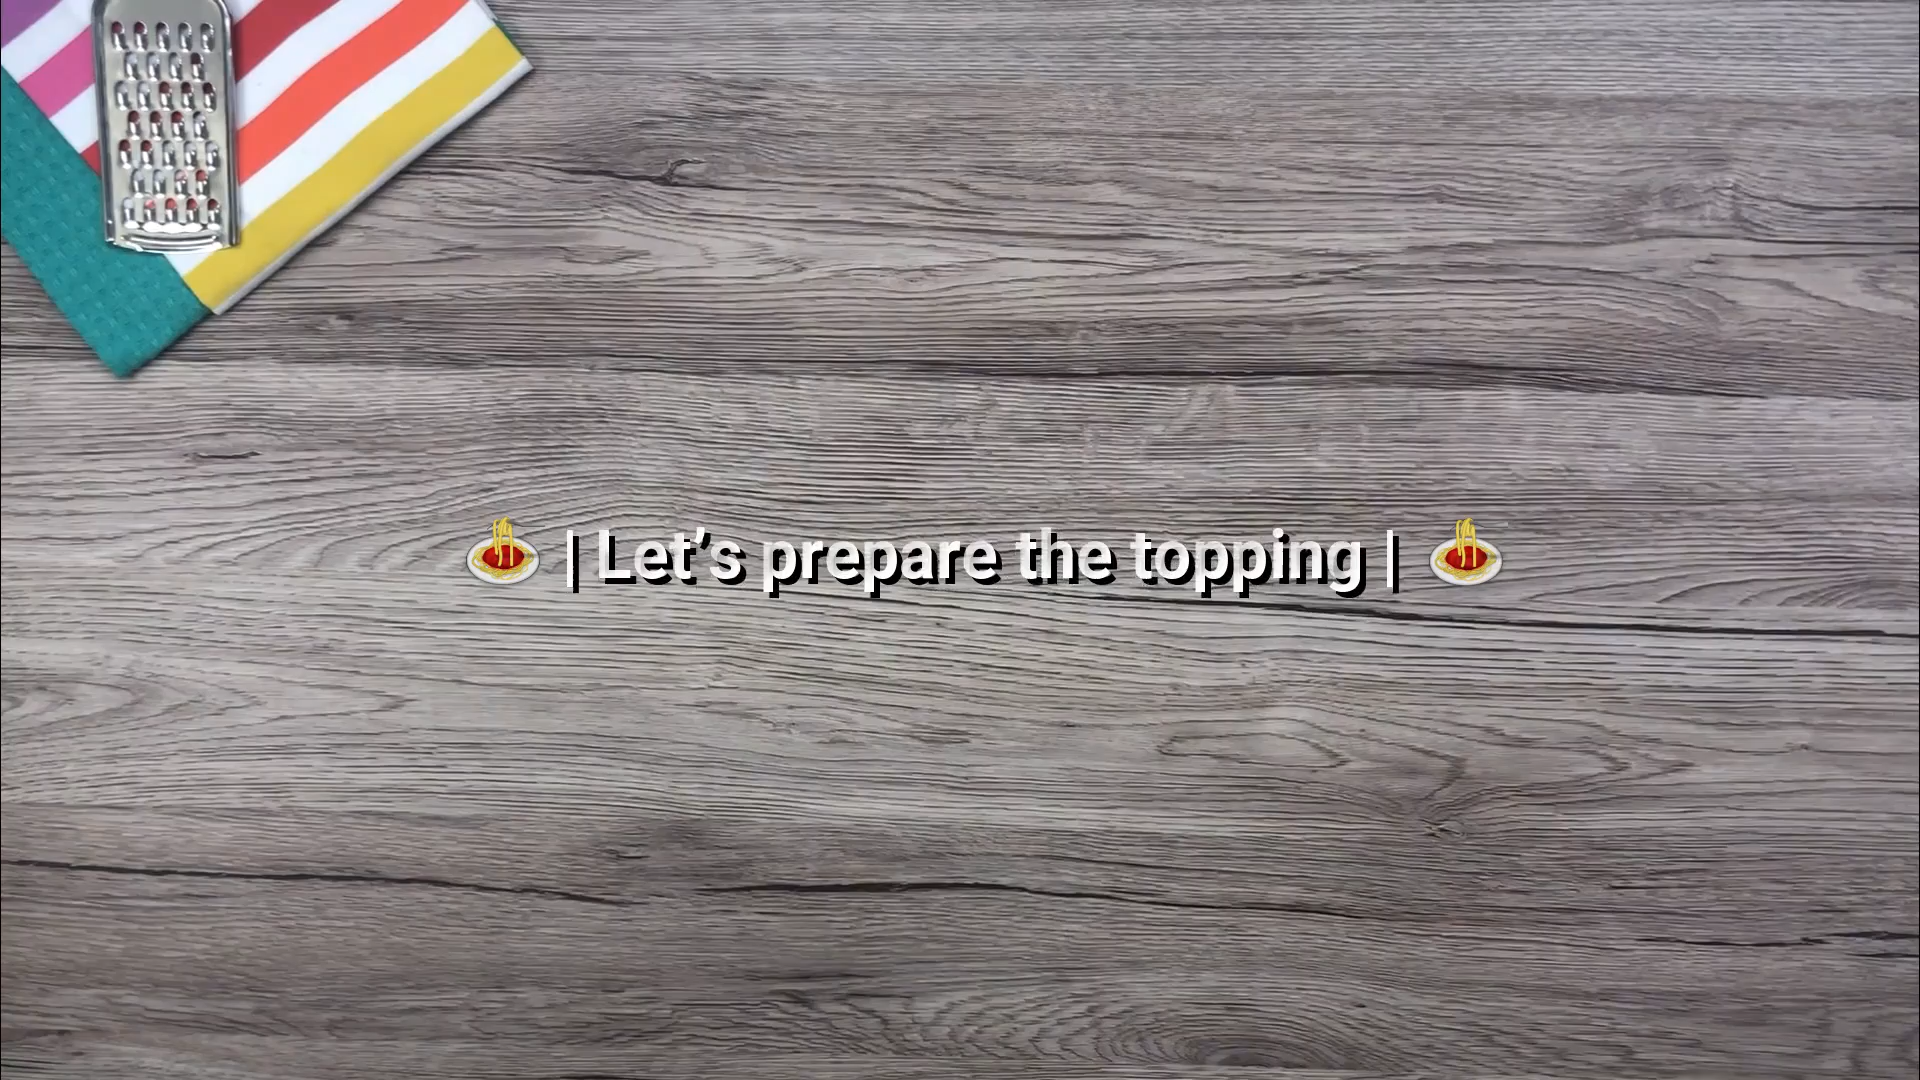 🍝 | Let’s prepare the topping | 🍝